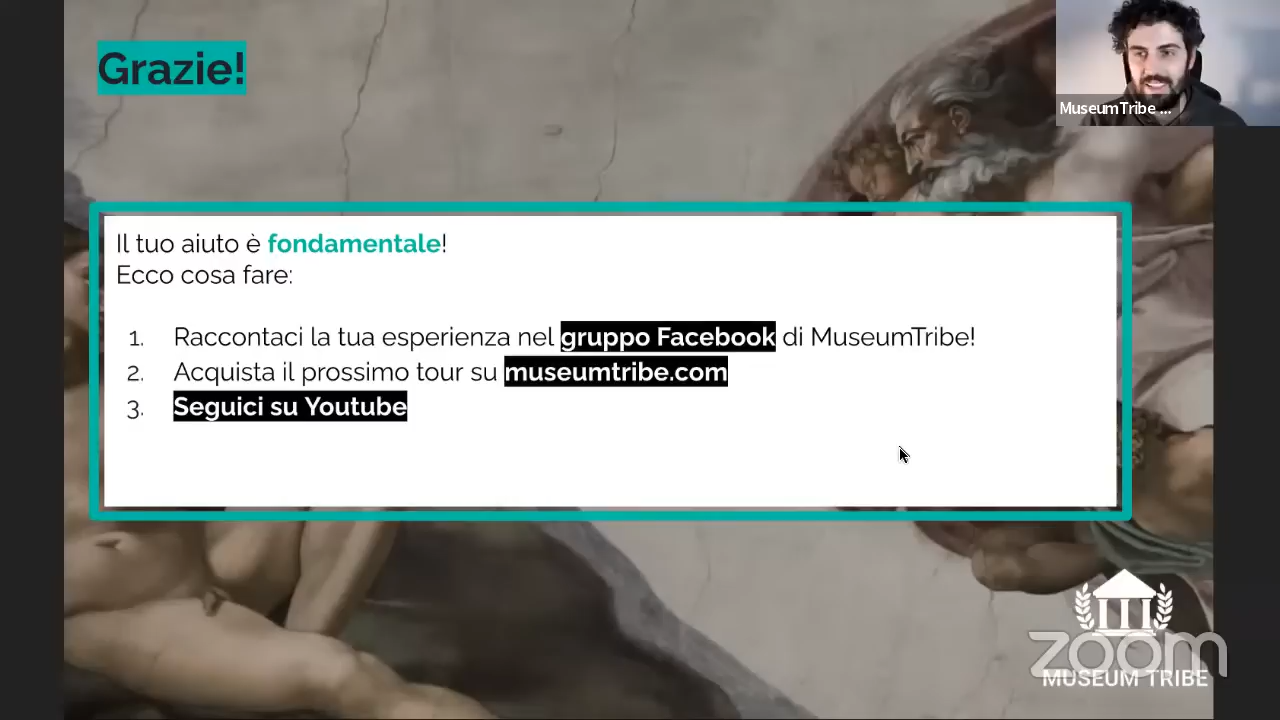 Grazie!
MuseumTribe ...
Il tuo aiuto è fondamentale!
Ecco cosa fare:
1. Raccontaci la tua esperienza nel gruppo Facebook di MuseumTribe!
2. Acquista il prossimo tour su museumtribe.com
3. Seguici su Youtube
zoom
MUSEUM TRIBE